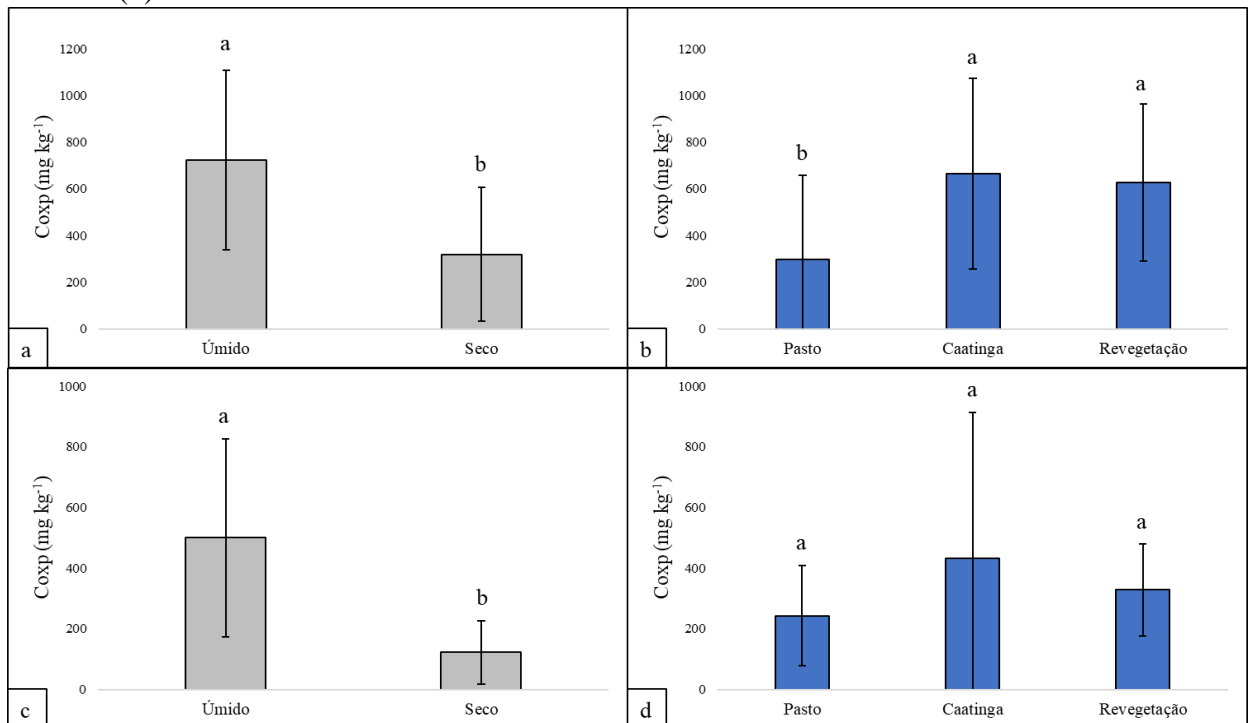 1200
1000
800
600
400
200
0
Coxp (mg kg⁻¹)
a
b
Úmido
Seco
a
1200
1000
800
600
400
200
0
Coxp (mg kg⁻¹)
b
a
a
Pasto
Caatinga
Revegetação
b
1000
800
600
400
200
0
Coxp (mg kg⁻¹)
a
b
Úmido
Seco
c
1000
800
600
400
200
0
Coxp (mg kg⁻¹)
a
a
a
Pasto
Caatinga
Revegetação
d